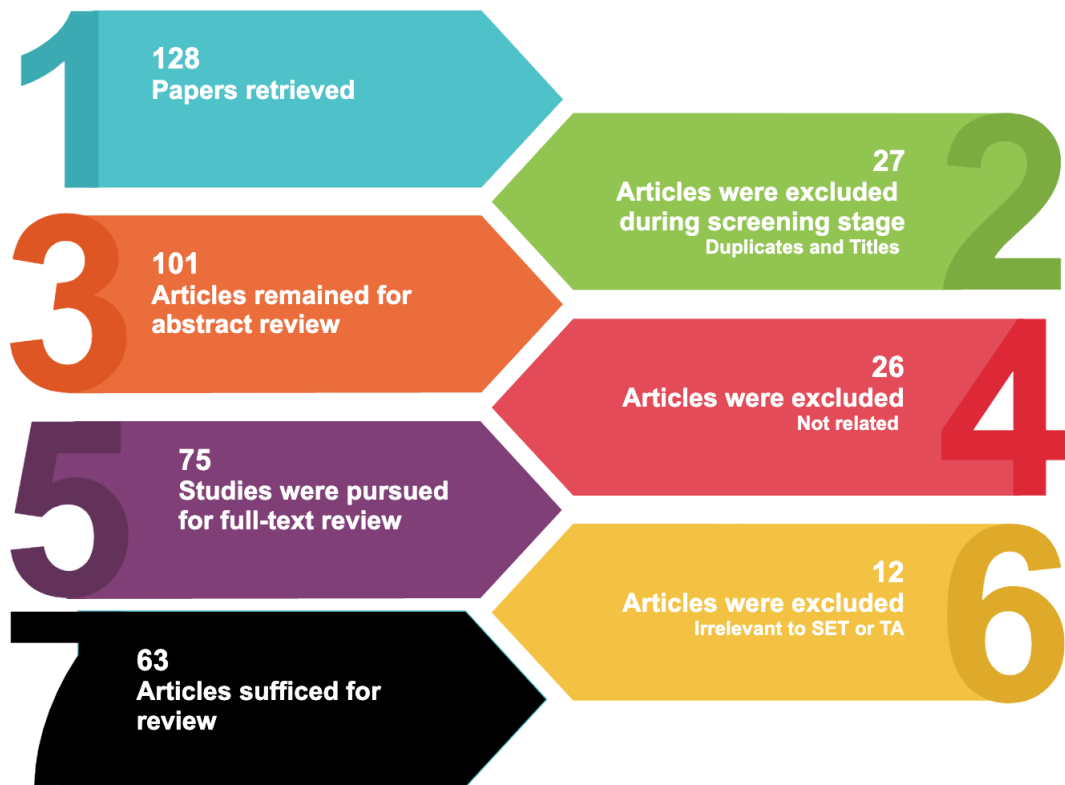 1
128
Papers retrieved
2
27
Articles were excluded
during screening stage
Duplicates and Titles
3
101
Articles remained for
abstract review
4
26
Articles were excluded
Not related
5
75
Studies were pursued
for full-text review
6
12
Articles were excluded
Irrelevant to SET or TA
7
63
Articles sufficed for
review